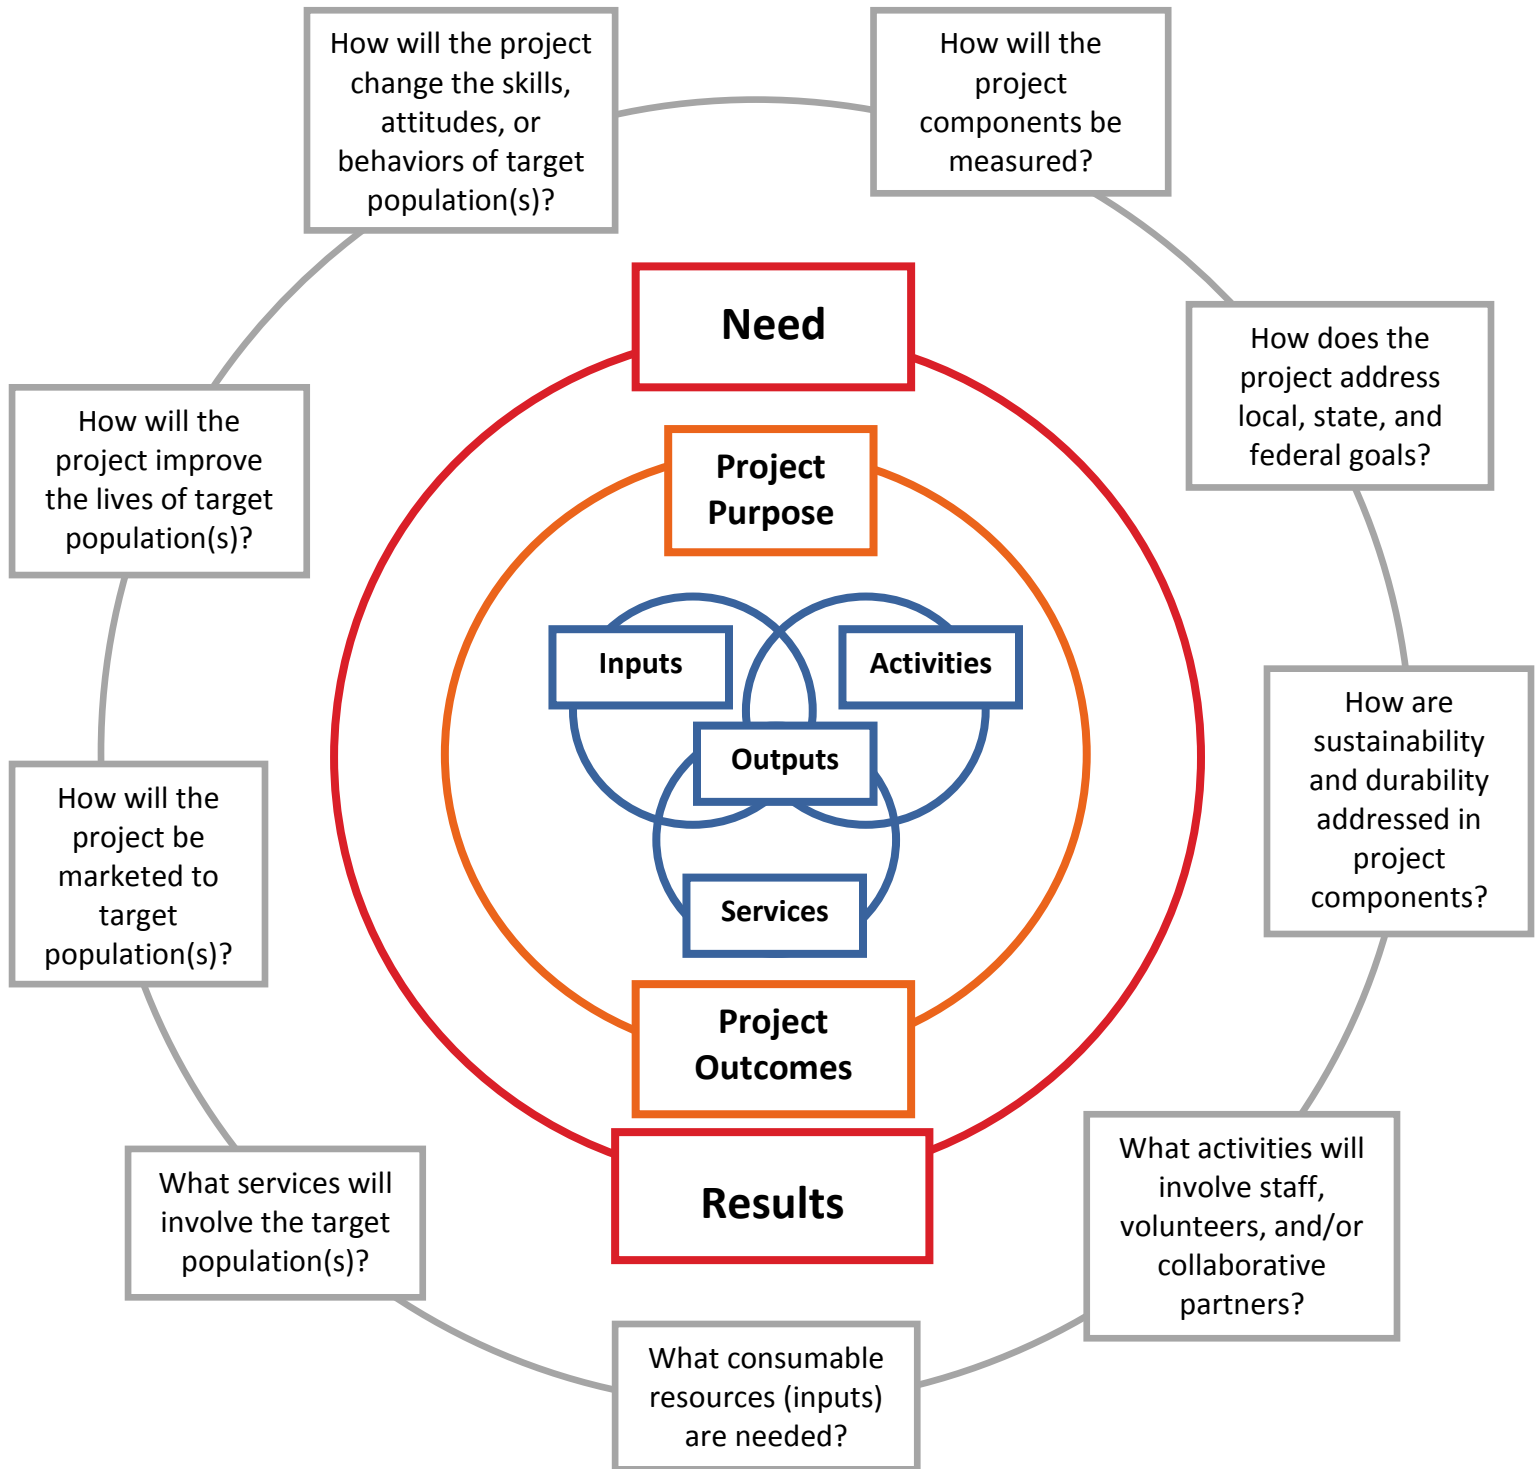 How will the project
change the skills,
attitudes, or
behaviors of target
population(s)?
How will the
project
components be
measured?
How does the
project address
local, state, and
federal goals?
How are
sustainability
and durability
addressed in
project
components?
What activities will
involve staff,
volunteers, and/or
collaborative
partners?
What consumable
resources (inputs)
are needed?
What services will
involve the target
population(s)?
How will the
project be
marketed to
target
population(s)?
How will the
project improve
the lives of target
population(s)?
Need
Project
Purpose
Inputs
Activities
Outputs
Services
Project
Outcomes
Results